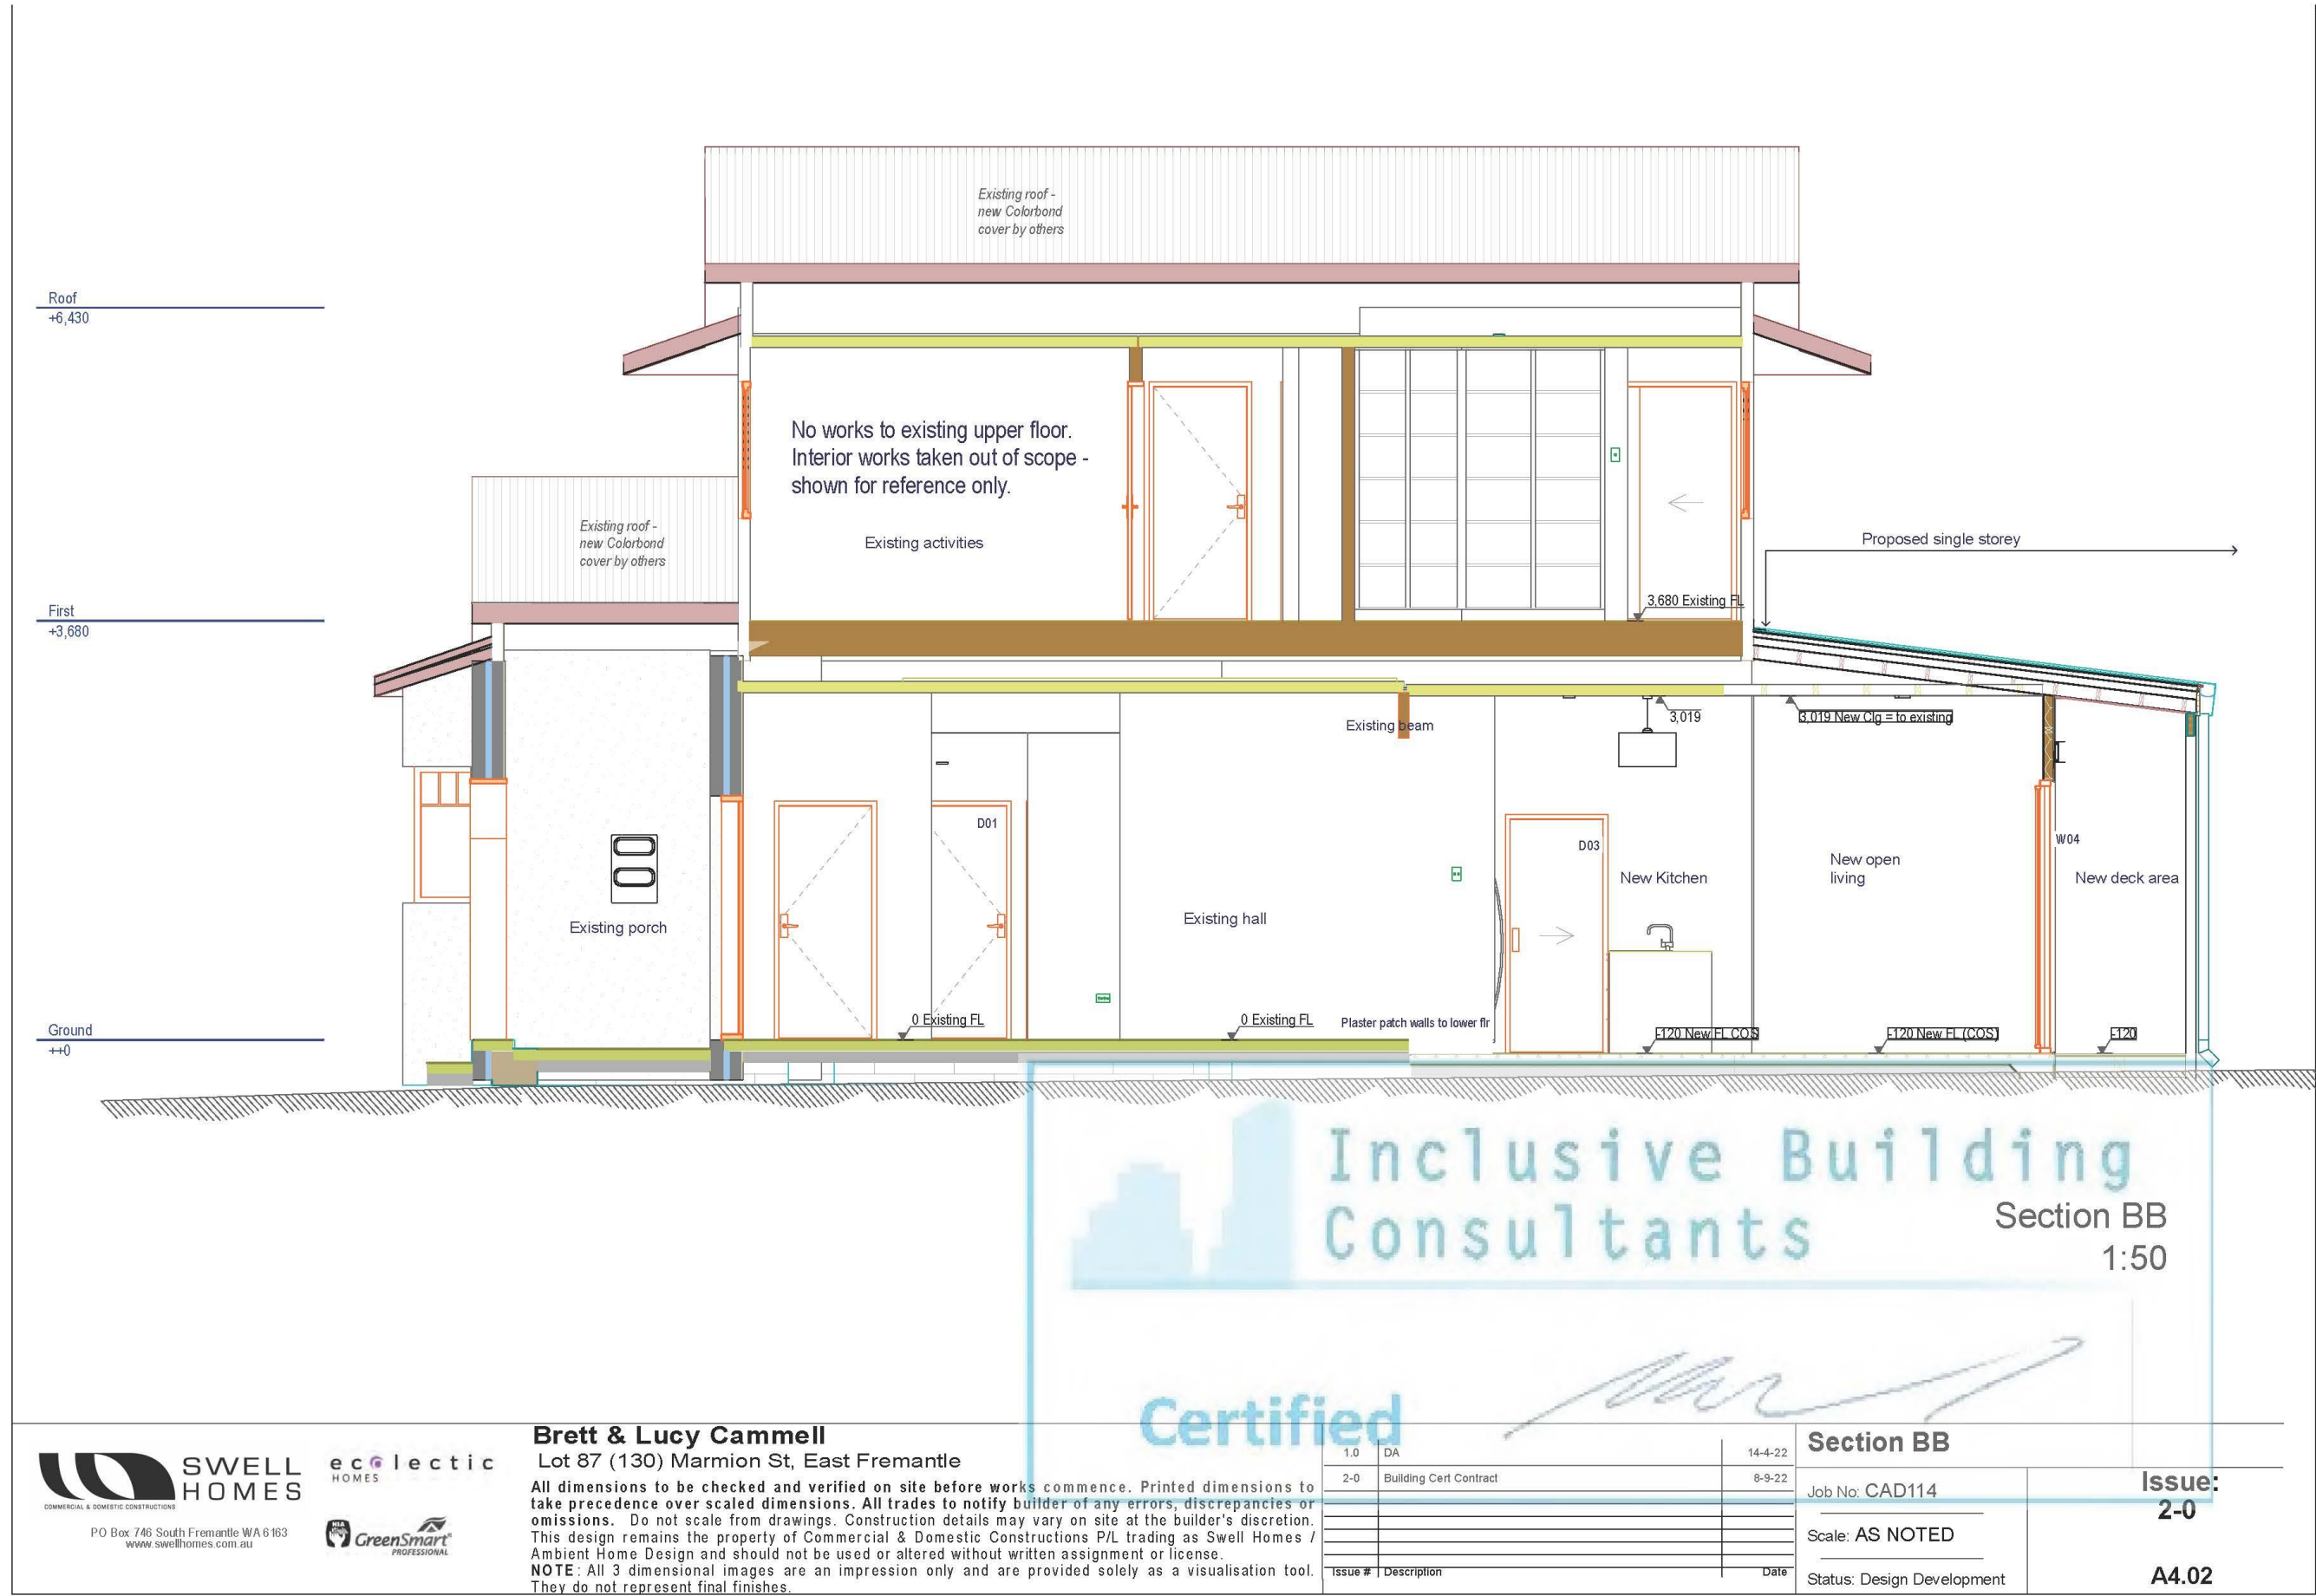 Existing roof -
new Colorbond
cover by others
Roof
+6,430
No works to existing upper floor.
Interior works taken out of scope -
shown for reference only.
Existing activities
Existing roof -
new Colorbond
cover by others
Proposed single storey
3,680 Existing FL
First
+3,680
Existing beam
3,019
3,019 New Clg = to existing
D01
D03
W04
New Kitchen
New open
living
New deck area
Existing porch
Existing hall
0 Existing FL
0 Existing FL
Plaster patch walls to lower flr
-120 New FL COS
-120 New FL (COS)
-120
Ground
++0
Inclusive Building
Consultants
Section BB
1:50
Certified
SWELL
HOMES
COMMERCIAL & DOMESTIC CONSTRUCTIONS
PO Box 746 South Fremantle WA 6163
www.swellhomes.com.au
ecolectic
HOMES
HIA
GreenSmart
PROFESSIONAL
Brett & Lucy Cammell
Lot 87 (130) Marmion St, East Fremantle
All dimensions to be checked and verified on site before works commence. Printed dimensions to
take precedence over scaled dimensions. All trades to notify builder of any errors, discrepancies or
omissions. Do not scale from drawings. Construction details may vary on site at the builder's discretion.
This design remains the property of Commercial & Domestic Constructions P/L trading as Swell Homes /
Ambient Home Design and should not be used or altered without written assignment or license.
NOTE: All 3 dimensional images are an impression only and are provided solely as a visualisation tool.
They do not represent final finishes.
1.0 DA 14-4-22
2-0 Building Cert Contract 8-9-22
Issue # Description Date
Section BB
Job No: CAD114
Scale: AS NOTED
Status: Design Development
Issue:
2-0
A4.02